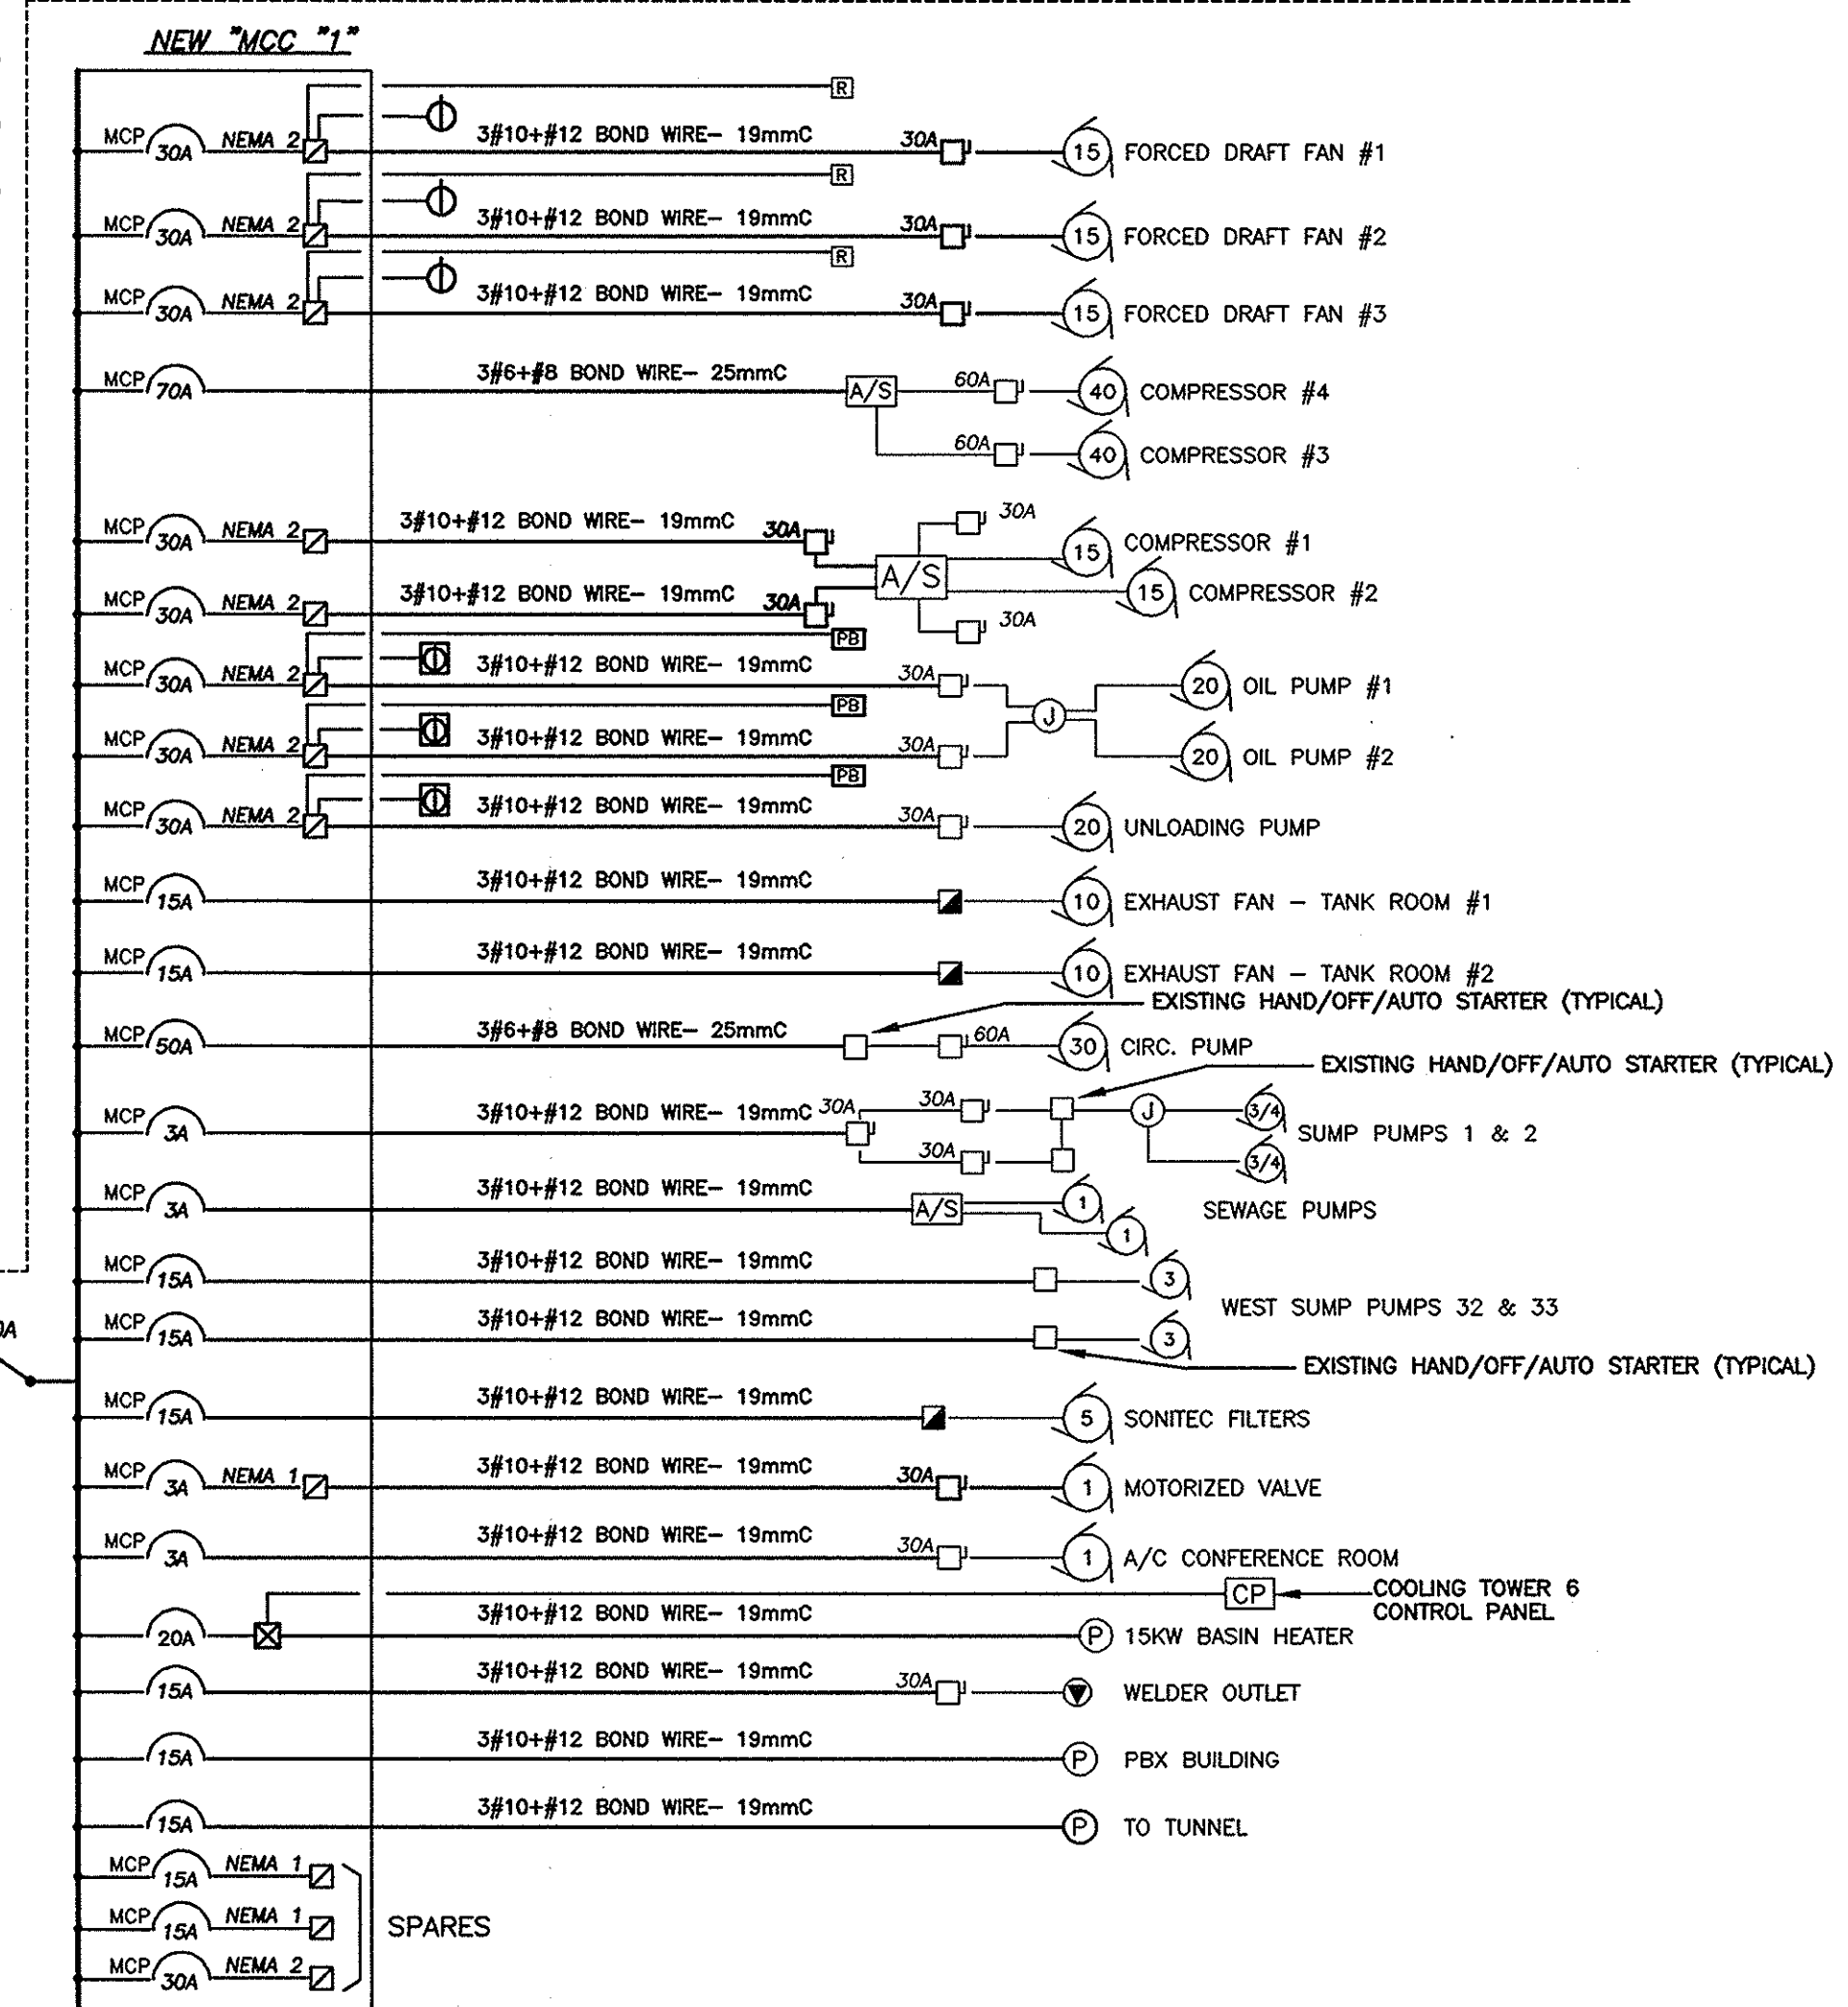 NEW "MCC "1"
R
MCP 30A NEMA 2 3#10+#12 BOND WIRE- 19mmC 30A 15 FORCED DRAFT FAN #1
R
MCP 30A NEMA 2 3#10+#12 BOND WIRE- 19mmC 30A 15 FORCED DRAFT FAN #2
R
MCP 30A NEMA 2 3#10+#12 BOND WIRE- 19mmC 30A 15 FORCED DRAFT FAN #3
MCP 70A 3#6+#8 BOND WIRE- 25mmC A/S 60A 40 COMPRESSOR #4
60A 40 COMPRESSOR #3
30A
MCP 30A NEMA 2 3#10+#12 BOND WIRE- 19mmC 30A 15 COMPRESSOR #1
A/S
MCP 30A NEMA 2 3#10+#12 BOND WIRE- 19mmC 30A 15 COMPRESSOR #2
30A
PB
MCP 30A NEMA 2 3#10+#12 BOND WIRE- 19mmC 30A 20 OIL PUMP #1
PB J
MCP 30A NEMA 2 3#10+#12 BOND WIRE- 19mmC 30A 20 OIL PUMP #2
PB
MCP 30A NEMA 2 3#10+#12 BOND WIRE- 19mmC 30A 20 UNLOADING PUMP
MCP 15A 3#10+#12 BOND WIRE- 19mmC 10 EXHAUST FAN - TANK ROOM #1
MCP 15A 3#10+#12 BOND WIRE- 19mmC 10 EXHAUST FAN - TANK ROOM #2
EXISTING HAND/OFF/AUTO STARTER (TYPICAL)
MCP 50A 3#6+#8 BOND WIRE- 25mmC 60A 30 CIRC. PUMP
EXISTING HAND/OFF/AUTO STARTER (TYPICAL)
MCP 3A 3#10+#12 BOND WIRE- 19mmC 30A 30A J 3/4 SUMP PUMPS 1 & 2
30A 3/4
MCP 3A 3#10+#12 BOND WIRE- 19mmC A/S 1 SEWAGE PUMPS
1
MCP 15A 3#10+#12 BOND WIRE- 19mmC 3
WEST SUMP PUMPS 32 & 33
0A
MCP 15A 3#10+#12 BOND WIRE- 19mmC 3
EXISTING HAND/OFF/AUTO STARTER (TYPICAL)
MCP 15A 3#10+#12 BOND WIRE- 19mmC 5 SONITEC FILTERS
MCP 3A NEMA 1 3#10+#12 BOND WIRE- 19mmC 30A 1 MOTORIZED VALVE
MCP 3A 3#10+#12 BOND WIRE- 19mmC 30A 1 A/C CONFERENCE ROOM
CP COOLING TOWER 6
CONTROL PANEL
20A 3#10+#12 BOND WIRE- 19mmC P 15KW BASIN HEATER
15A 3#10+#12 BOND WIRE- 19mmC 30A WELDER OUTLET
15A 3#10+#12 BOND WIRE- 19mmC P PBX BUILDING
15A 3#10+#12 BOND WIRE- 19mmC P TO TUNNEL
MCP 15A NEMA 1
MCP 15A NEMA 1 SPARES
MCP 30A NEMA 2